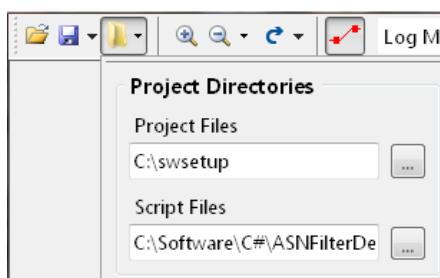 Log M
Project Directories
Project Files
C:\swsetup
...
Script Files
C:\Software\C#\ASNFilterDe
...